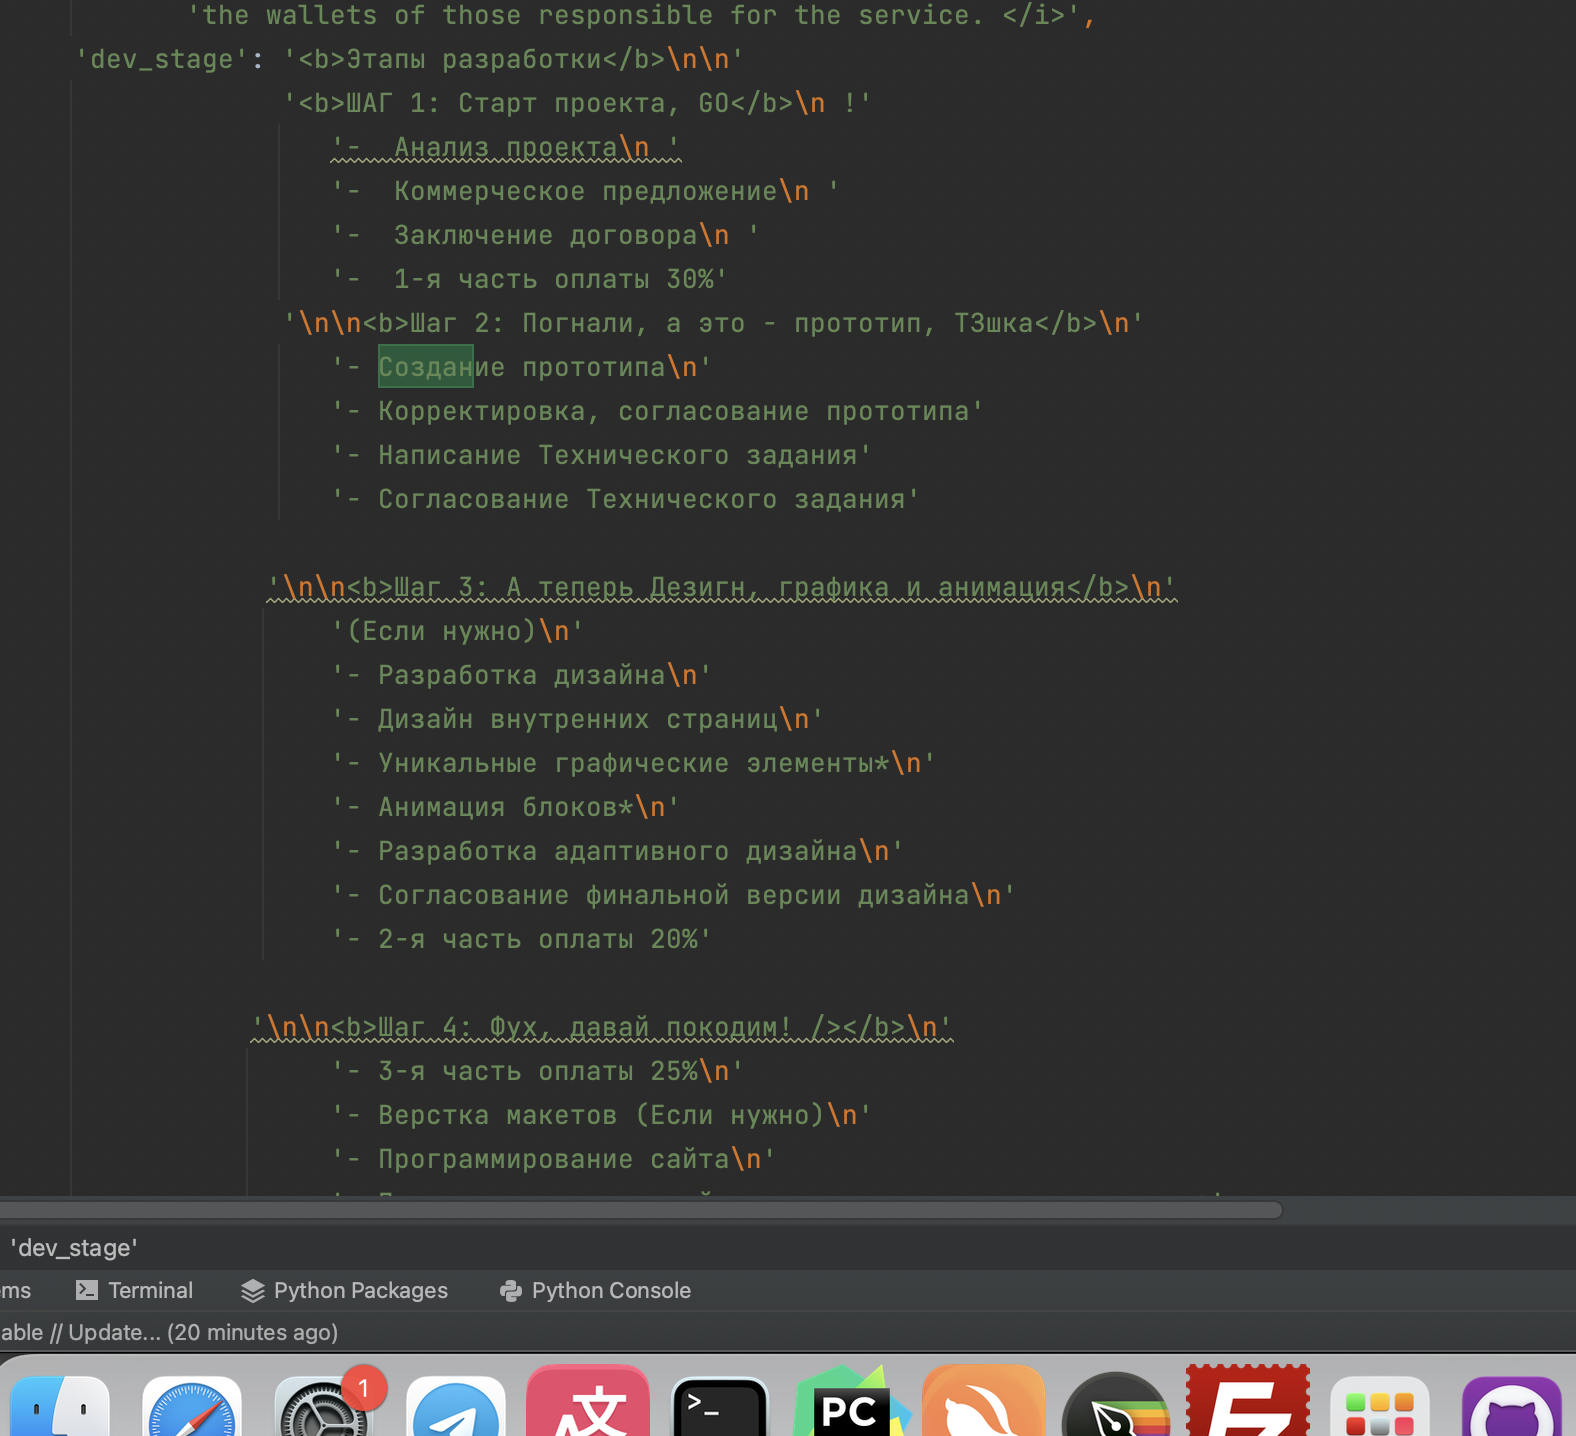 'the wallets of those responsible for the service. </i>',
'dev_stage': '<b>Этапы разработки</b>\n\n'
'<b>ШАГ 1: Старт проекта, GO</b>\n !'
'-  Анализ проекта\n '
'-  Коммерческое предложение\n '
'-  Заключение договора\n '
'-  1-я часть оплаты 30%'
'\n\n<b>Шаг 2: Погнали, а это - прототип, ТЗшка</b>\n'
'- Создание прототипа\n'
'- Корректировка, согласование прототипа'
'- Написание Технического задания'
'- Согласование Технического задания'
'\n\n<b>Шаг 3: А теперь Дезигн, графика и анимация</b>\n'
'(Если нужно)\n'
'- Разработка дизайна\n'
'- Дизайн внутренних страниц\n'
'- Уникальные графические элементы*\n'
'- Анимация блоков*\n'
'- Разработка адаптивного дизайна\n'
'- Согласование финальной версии дизайна\n'
'- 2-я часть оплаты 20%'
'\n\n<b>Шаг 4: Фух, давай покодим! /></b>\n'
'- 3-я часть оплаты 25%\n'
'- Верстка макетов (Если нужно)\n'
'- Программирование сайта\n'
'dev_stage'
ems Terminal Python Packages Python Console
able // Update... (20 minutes ago)
1
文
>_
PC
Fz